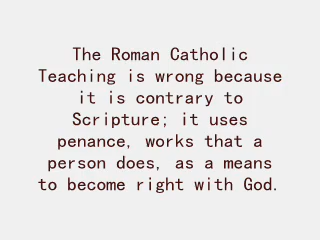 The Roman Catholic
Teaching is wrong because
it is contrary to
Scripture; it uses
penance, works that a
person does, as a means
to become right with God.